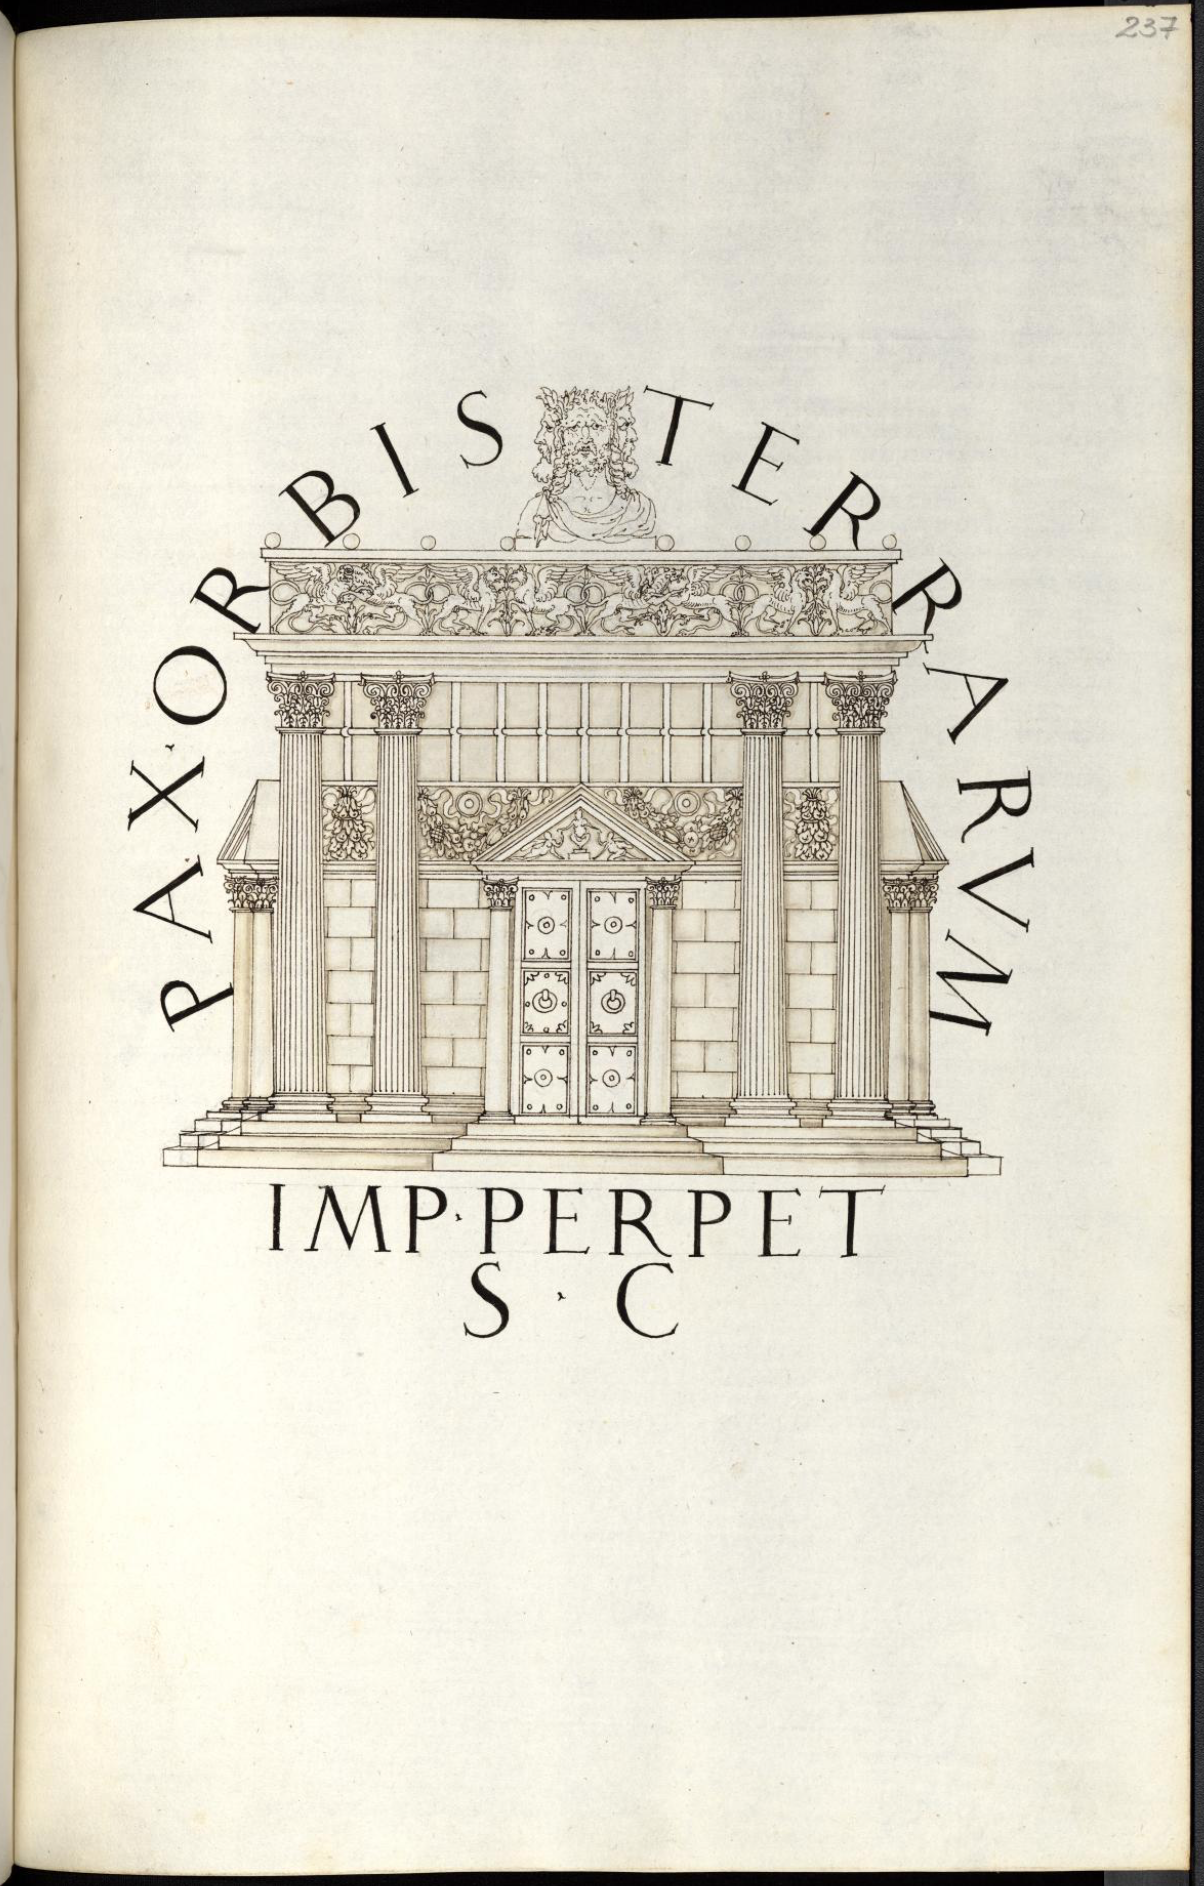 237
PAX·ORBIS TERRARVM
IMP·PERPET
S·C